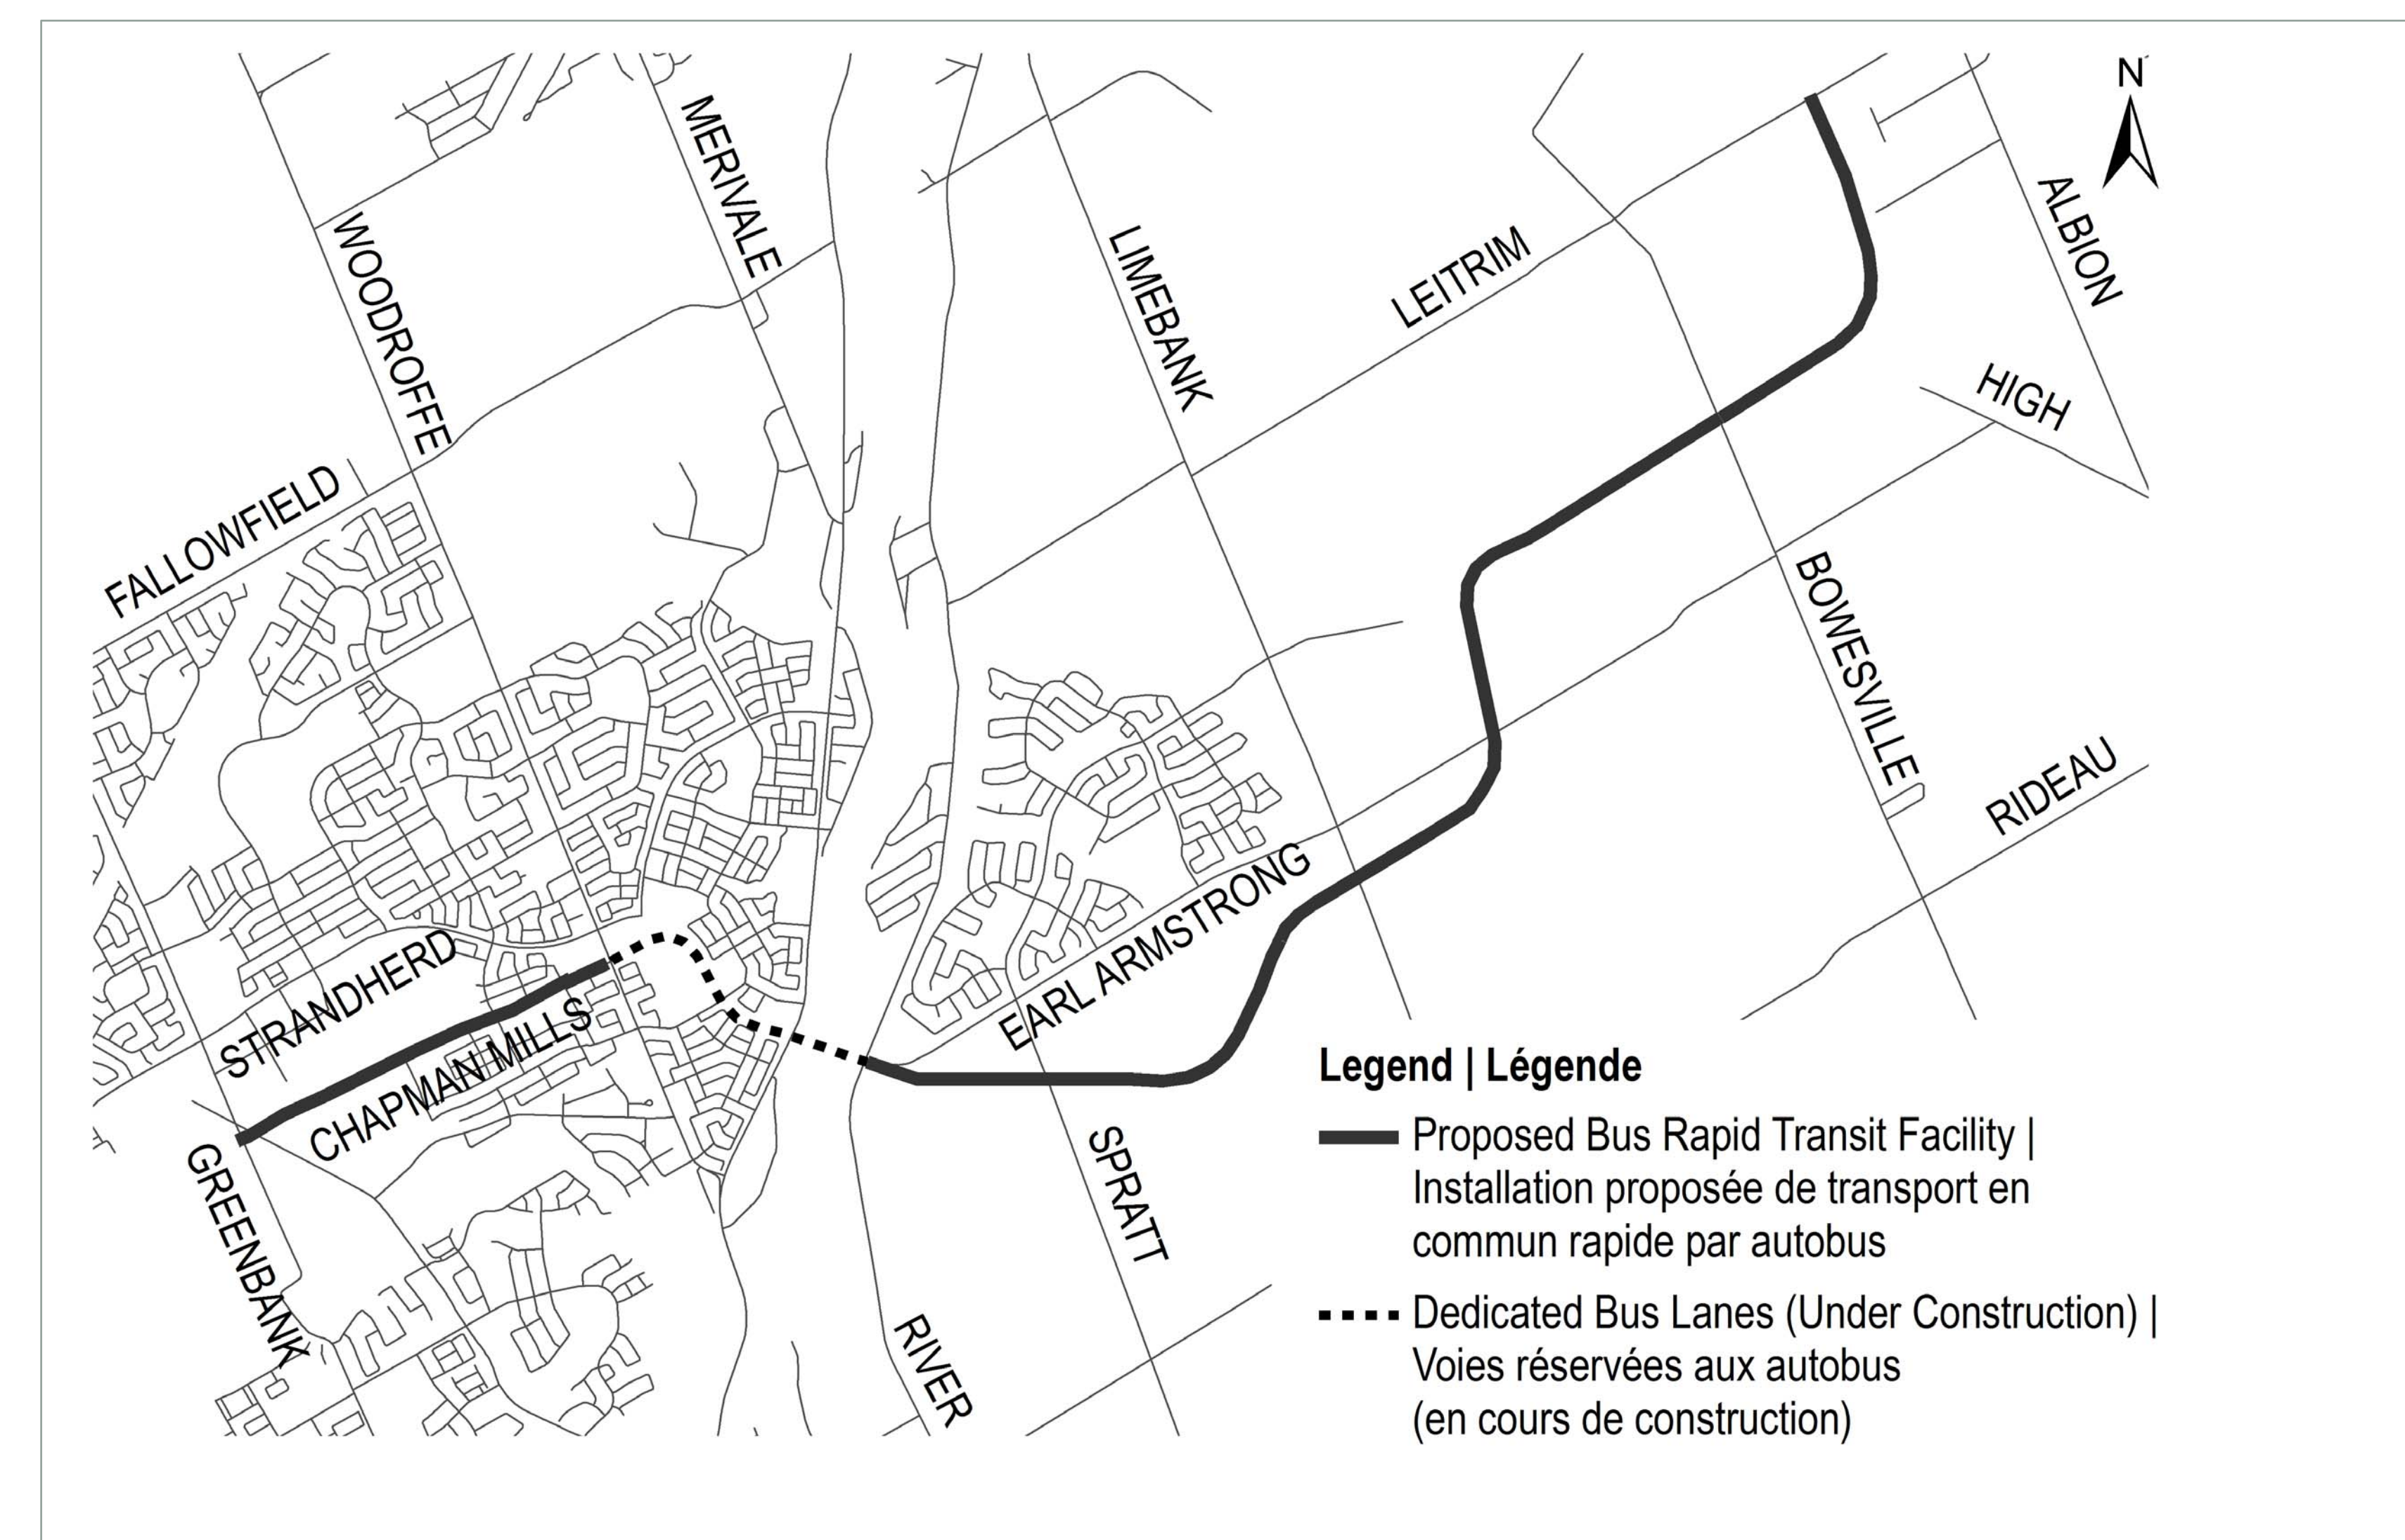 N
MERIVALE
WOODROFFE
LIMEBANK
LEITRIM
ALBION
HIGH
FALLOWFIELD
BOWESVILLE
RIDEAU
EARL ARMSTRONG
STRANDHERD
CHAPMAN MILLS
GREENBANK
SPRATT
RIVER
Legend | Légende
Proposed Bus Rapid Transit Facility |
Installation proposée de transport en
commun rapide par autobus
Dedicated Bus Lanes (Under Construction) |
Voies réservées aux autobus
(en cours de construction)